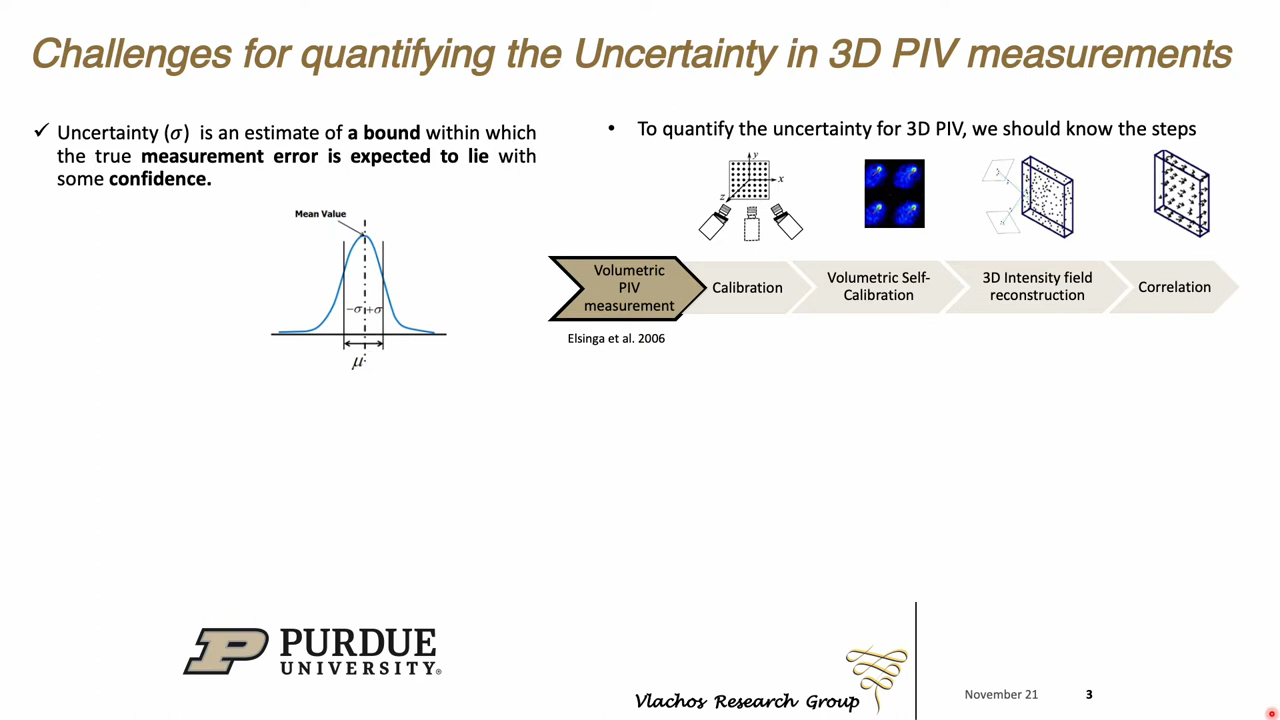 Challenges for quantifying the Uncertainty in 3D PIV measurements
✓ Uncertainty (σ) is an estimate of a bound within which
the true measurement error is expected to lie with
some confidence.
Mean Value
−σ +σ
μ
• To quantify the uncertainty for 3D PIV, we should know the steps
y
x
z
Volumetric
PIV
measurement
Calibration
Volumetric Self-
Calibration
3D Intensity field
reconstruction
Correlation
Elsinga et al. 2006
P PURDUE
UNIVERSITY®
Vlachos Research Group
November 21
3